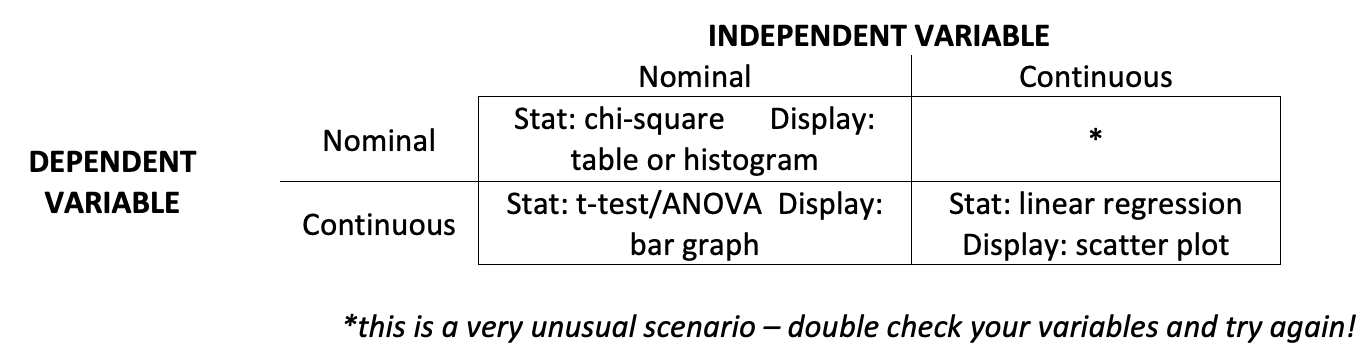 INDEPENDENT VARIABLE
Nominal Continuous
DEPENDENT VARIABLE
Nominal
Stat: chi-square Display:
table or histogram
*
Continuous
Stat: t-test/ANOVA Display:
bar graph
Stat: linear regression
Display: scatter plot
*this is a very unusual scenario – double check your variables and try again!